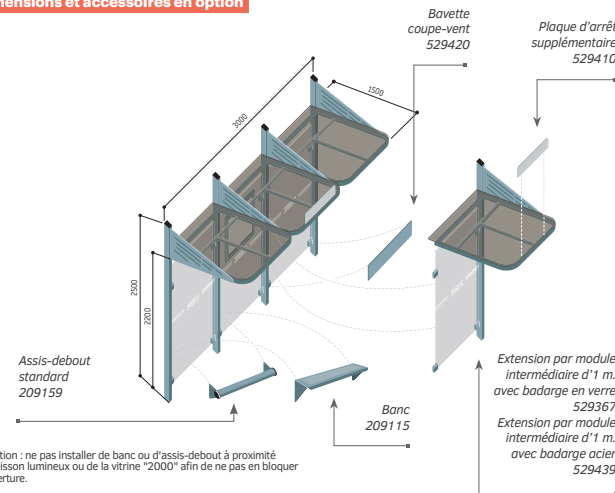 mensions et accessoires en option
Bavette
coupe-vent
529420
Plaque d'arrêt
supplémentaire
529410
1500
3000
2500
2200
Assis-debout
standard
209159
Banc
209115
Extension par module
intermédiaire d'1 m.
avec badarge en verre
529367
Extension par module
intermédiaire d'1 m.
avec badarge acier
529439
tion : ne pas installer de banc ou d'assis-debout à proximité
isson lumineux ou de la vitrine "2000" afin de ne pas en bloquer
erture.